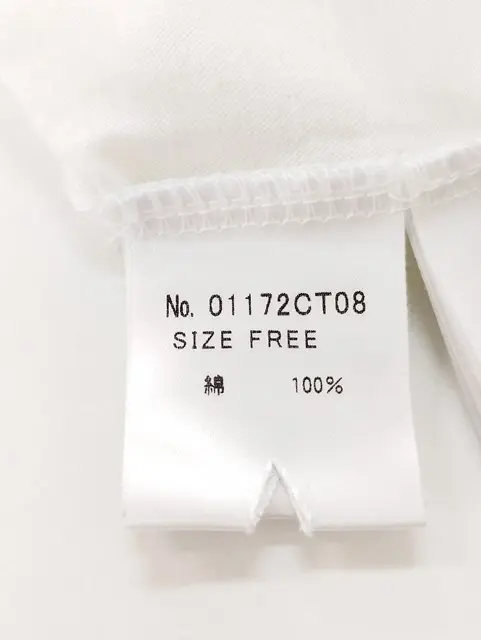 No. 01172CT08
SIZE FREE
綿 100%